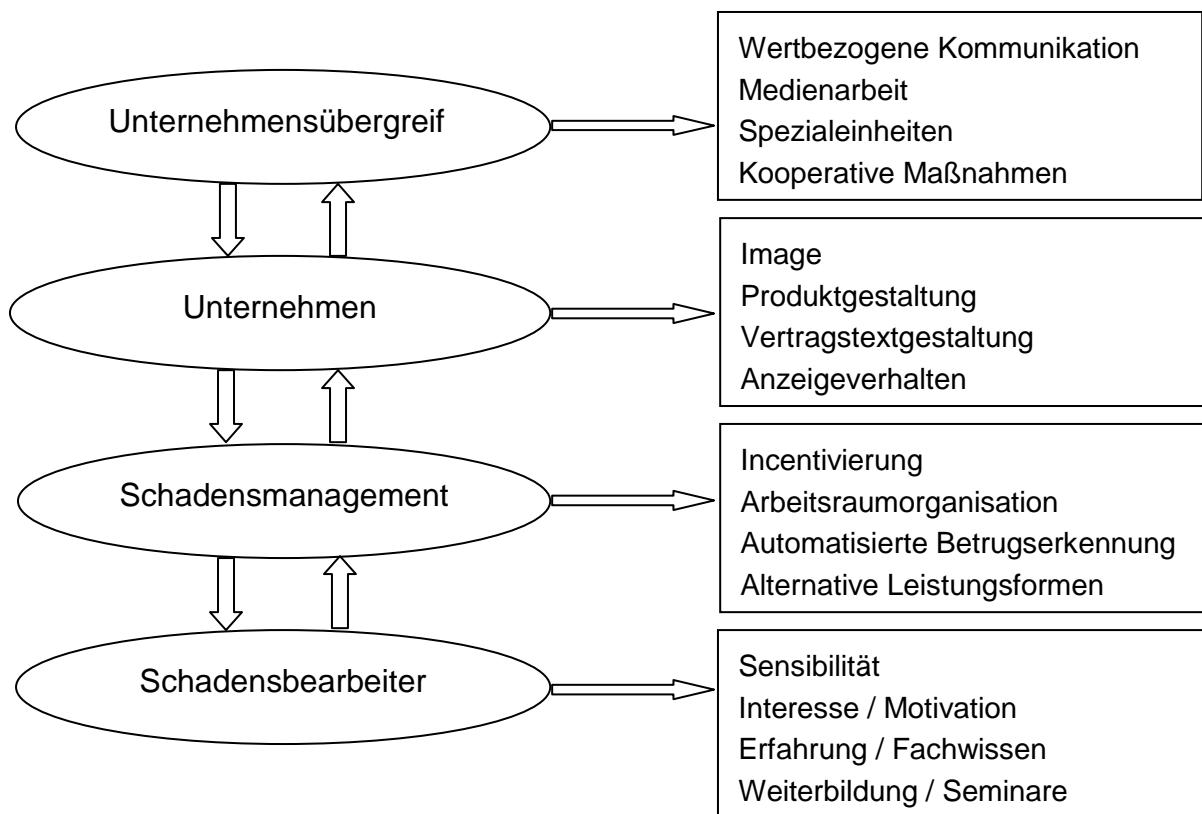 Unternehmensübergreif
Wertbezogene Kommunikation
Medienarbeit
Spezialeinheiten
Kooperative Maßnahmen
Unternehmen
Image
Produktgestaltung
Vertragstextgestaltung
Anzeigeverhalten
Schadensmanagement
Incentivierung
Arbeitsraumorganisation
Automatisierte Betrugserkennung
Alternative Leistungsformen
Schadensbearbeiter
Sensibilität
Interesse / Motivation
Erfahrung / Fachwissen
Weiterbildung / Seminare